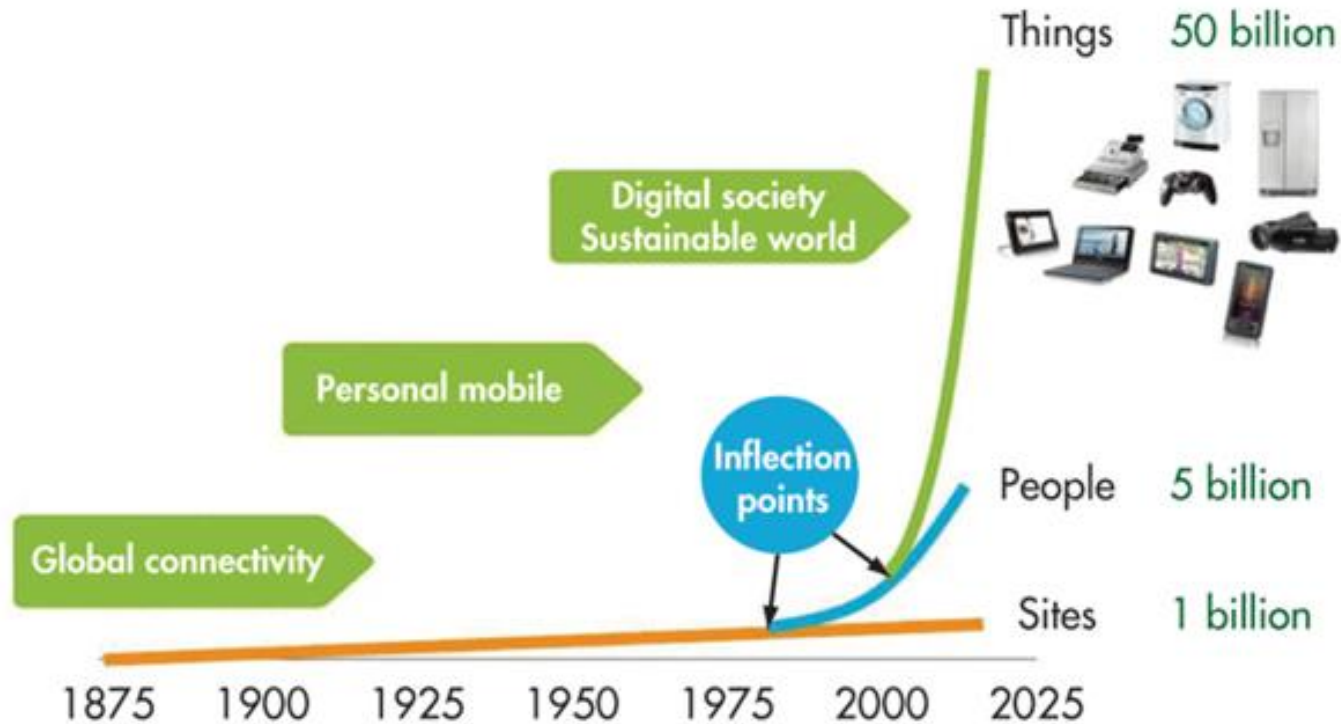 Things 50 billion
Digital society
Sustainable world
Personal mobile
Inflection
points
People 5 billion
Global connectivity
Sites 1 billion
1875 1900 1925 1950 1975 2000 2025